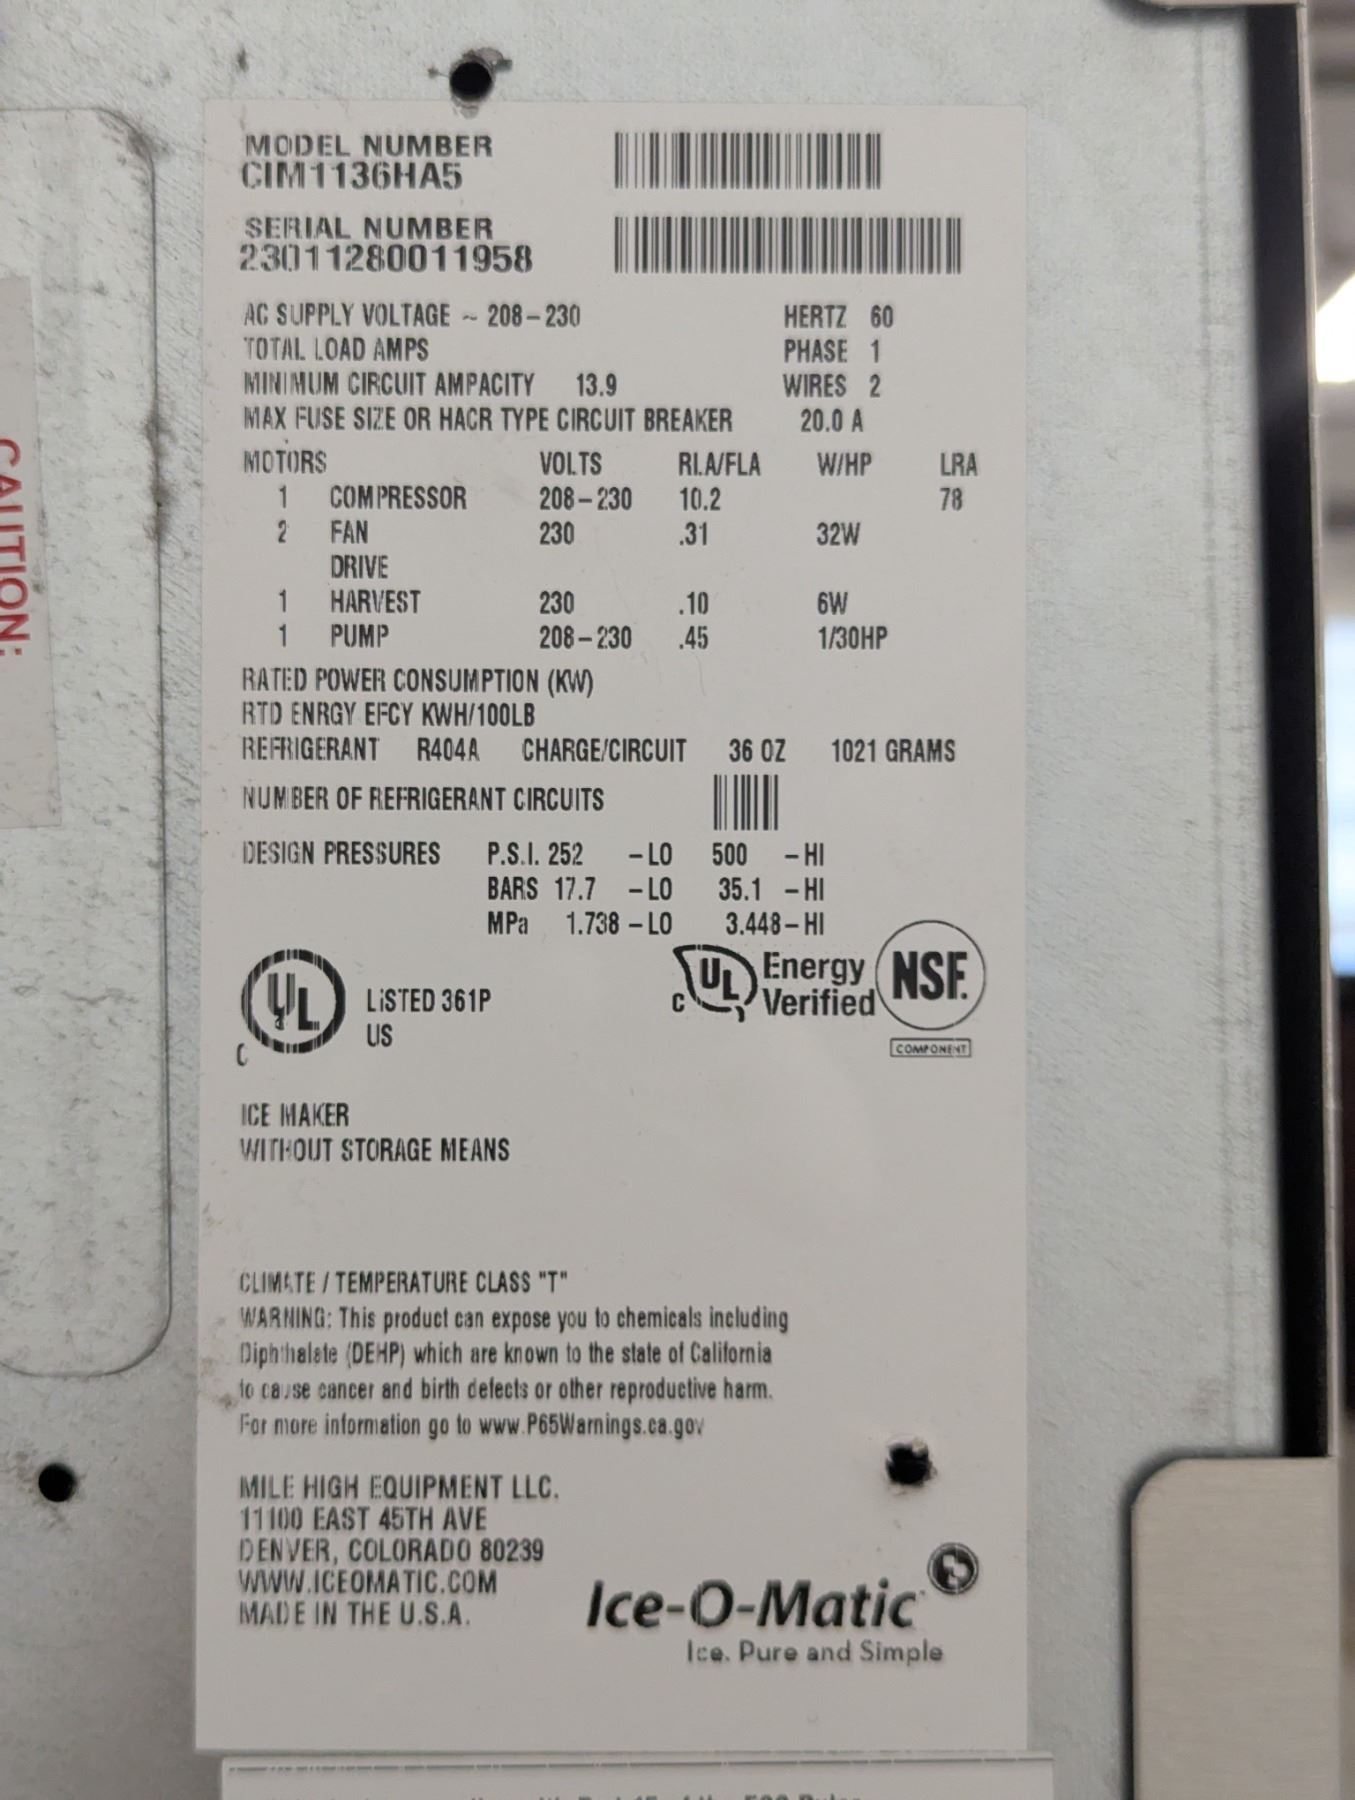 MODEL NUMBER
CIM1136HA5
SERIAL NUMBER
23011280011958
AC SUPPLY VOLTAGE ~ 208-230 HERTZ 60
TOTAL LOAD AMPS PHASE 1
MINIMUM CIRCUIT AMPACITY 13.9 WIRES 2
MAX FUSE SIZE OR HACR TYPE CIRCUIT BREAKER 20.0 A
MOTORS VOLTS RLA/FLA W/HP LRA
1 COMPRESSOR 208-230 10.2 78
2 FAN 230 .31 32W
DRIVE
1 HARVEST 230 .10 6W
1 PUMP 208-230 .45 1/30HP
RATED POWER CONSUMPTION (KW)
RTD ENRGY EFCY KWH/100LB
REFRIGERANT R404A CHARGE/CIRCUIT 36 OZ 1021 GRAMS
NUMBER OF REFRIGERANT CIRCUITS
DESIGN PRESSURES P.S.I. 252 -LO 500 -HI
BARS 17.7 -LO 35.1 -HI
MPa 1.738 -LO 3.448-HI
C UL LISTED 361P
US
C UL Energy Verified
NSF.
COMPONENT
ICE MAKER
WITHOUT STORAGE MEANS
CLIMATE / TEMPERATURE CLASS "T"
WARNING: This product can expose you to chemicals including
Diphthalate (DEHP) which are known to the state of California
to cause cancer and birth defects or other reproductive harm.
For more information go to www.P65Warnings.ca.gov
MILE HIGH EQUIPMENT LLC.
11100 EAST 45TH AVE
DENVER, COLORADO 80239
WWW.ICEOMATIC.COM
MADE IN THE U.S.A.
Ice-O-Matic
Ice. Pure and Simple
CAUTION: